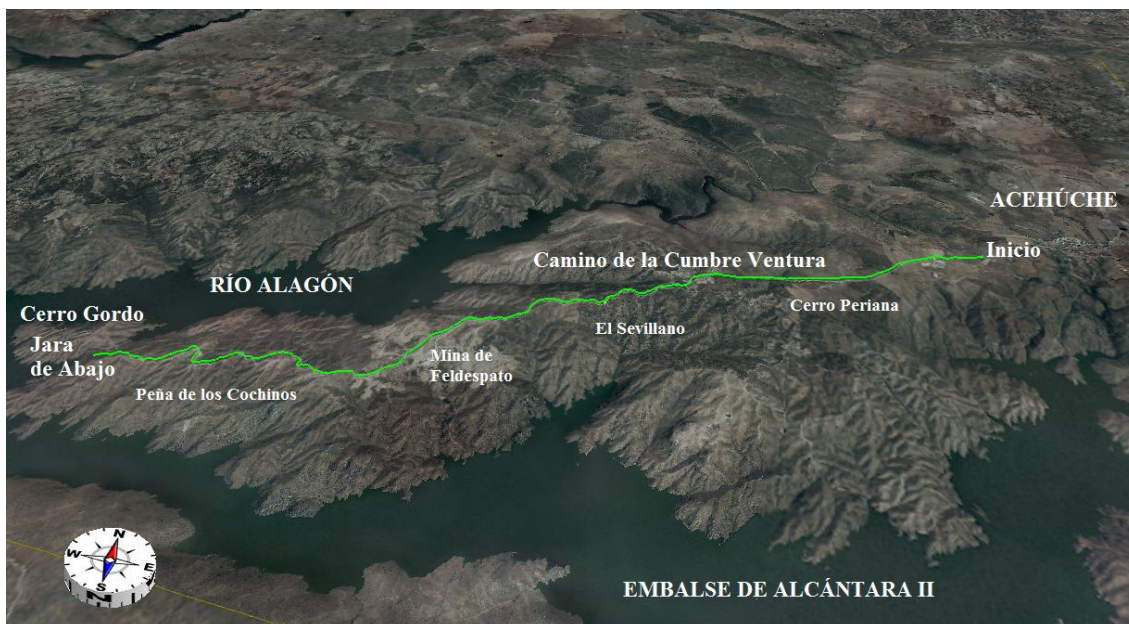 ACEHÚCHE
Inicio
Camino de la Cumbre Ventura
RÍO ALAGÓN
Cerro Periana
Cerro Gordo
El Sevillano
Jara
de Abajo
Mina de
Feldespato
Peña de los Cochinos
N
W
E
S
N
EMBALSE DE ALCÁNTARA II